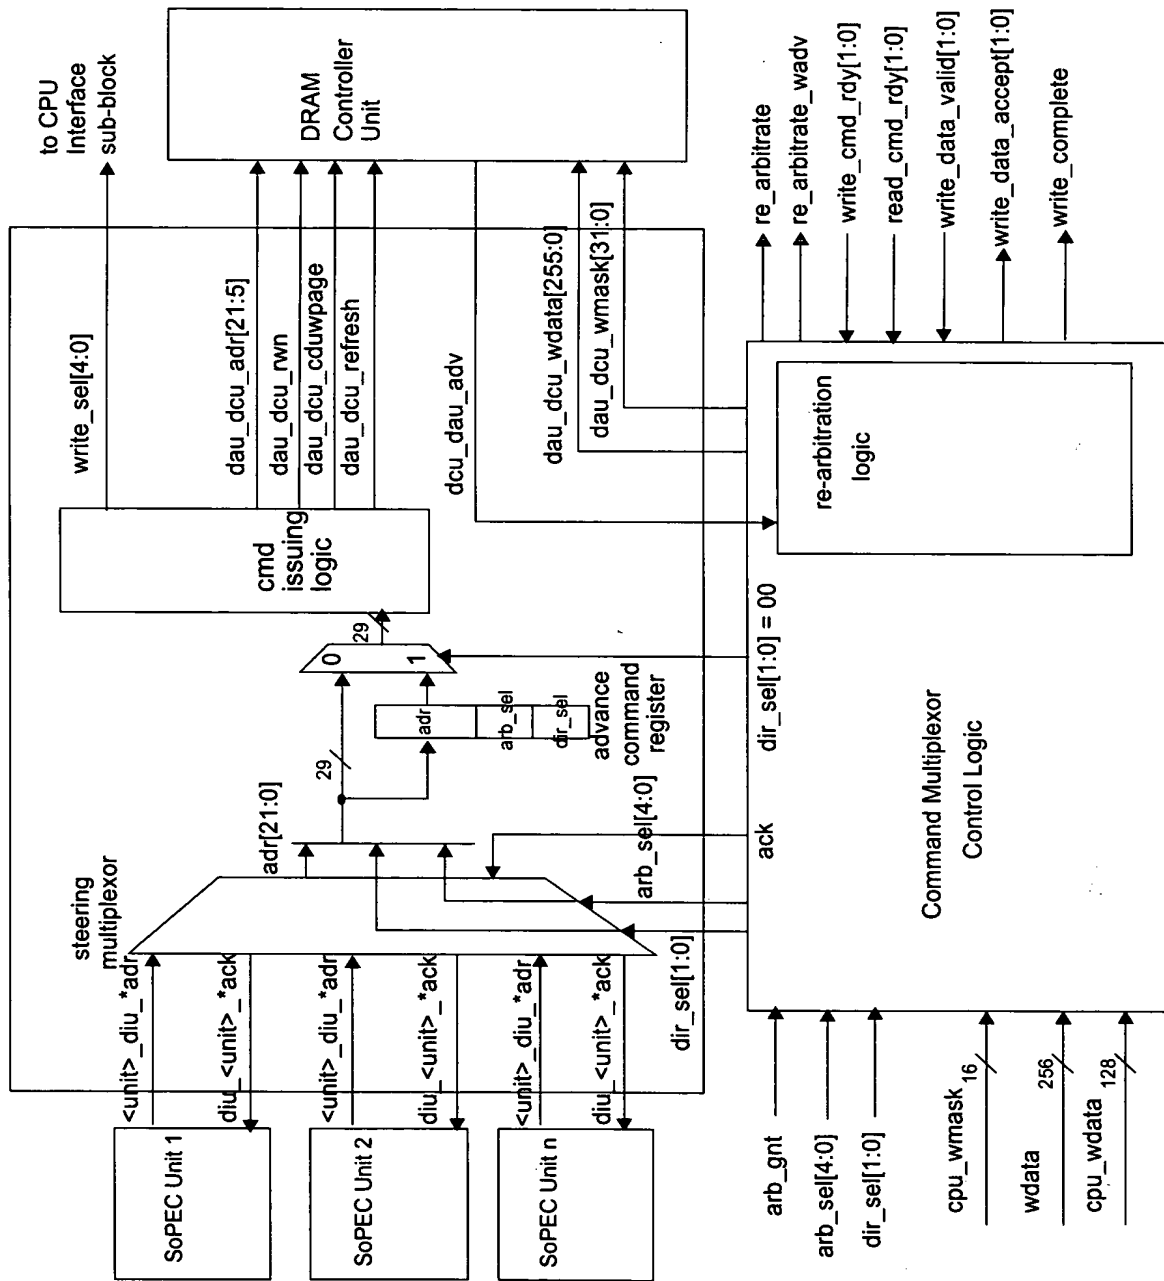 SoPEC Unit 1
SoPEC Unit 2
SoPEC Unit n
<unit>_diu_*adr
diu_<unit>_*ack
<unit>_diu_*adr
diu_<unit>_*ack
<unit>_diu_*adr
diu_<unit>_*ack
steering
multiplexor
adr[21:0]
29
adr
arb_sel
dir_sel
advance
command
register
0
1
29
cmd
issuing
logic
write_sel[4:0]
to CPU
Interface
sub-block
dau_dcu_adr[21:5]
dau_dcu_rwn
dau_dcu_cduwpage
dau_dcu_refresh
dcu_dau_adv
dau_dcu_wdata[255:0]
dau_dcu_wmask[31:0]
DRAM
Controller
Unit
dir_sel[1:0]
arb_sel[4:0]
ack
dir_sel[1:0] = 00
Command Multiplexor
Control Logic
re-arbitration
logic
arb_gnt
arb_sel[4:0]
dir_sel[1:0]
cpu_wmask
16
wdata
256
cpu_wdata
128
re_arbitrate
re_arbitrate_wadv
write_cmd_rdy[1:0]
read_cmd_rdy[1:0]
write_data_valid[1:0]
write_data_accept[1:0]
write_complete